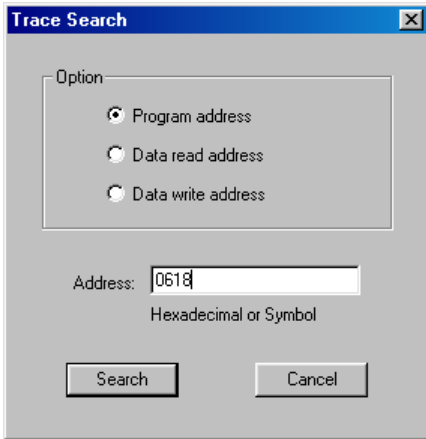 Trace Search
Option
Program address
Data read address
Data write address
Address: 0618
Hexadecimal or Symbol
Search Cancel